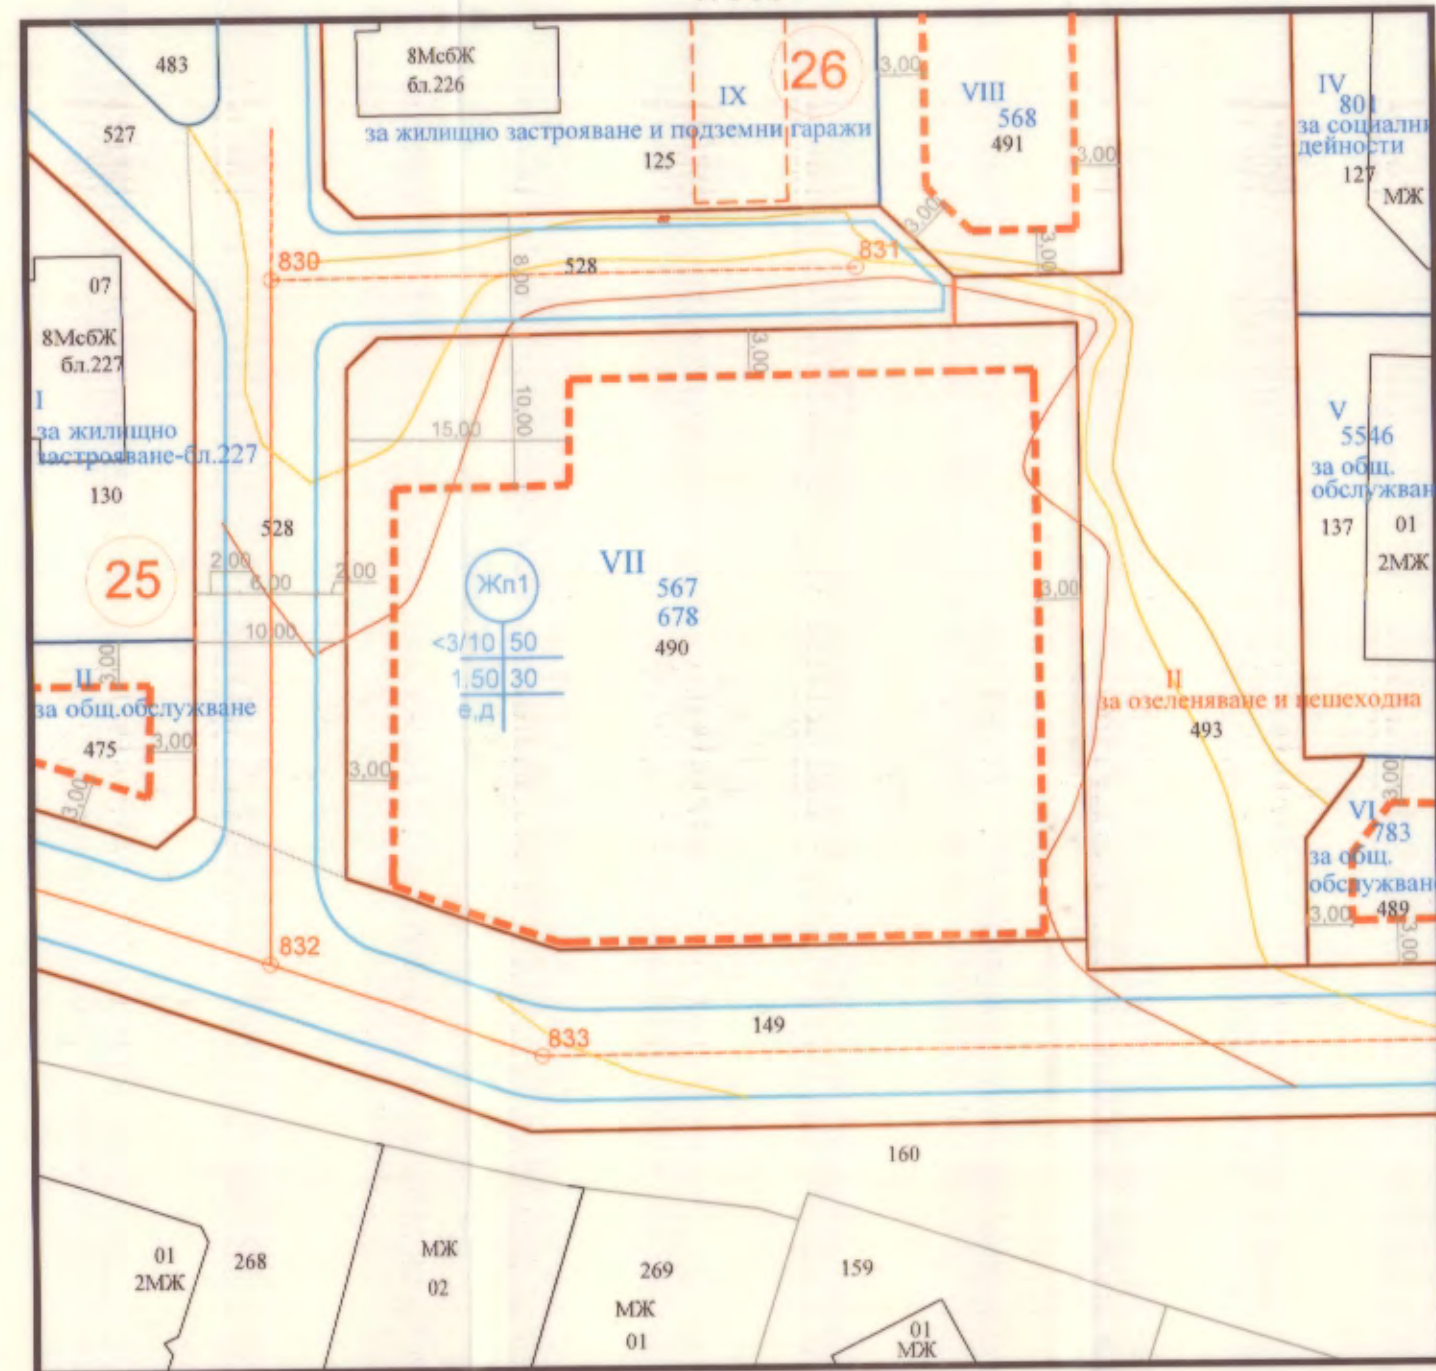 483
8МсбЖ
бл.226
26
3,00
VIII
568
491
IV
801
за социални
дейности
127
МЖ
527
IX
за жилищно застрояване и подземни гаражи
125
3,00
3,00
3,00
830
831
528
8,00
07
8МсбЖ
бл.227
I
за жилищно
застрояване-бл.227
130
3,00
10,00
15,00
V
5546
за общ.
обслужван
137
01
2МЖ
528
25
2,00
6,00
2,00
10,00
Жп1
<3/10 50
1.50 30
е,д
VII
567
678
490
3,00
3,00
II
за общ.обслужване
475
3,00
3,00
3,00
II
за озеленяване и пешеходна
493
3,00
VI
783
за общ.
обслужван
489
3,00
3,00
832
833
149
160
01
2МЖ
268
МЖ
02
269
МЖ
01
159
01
МЖ